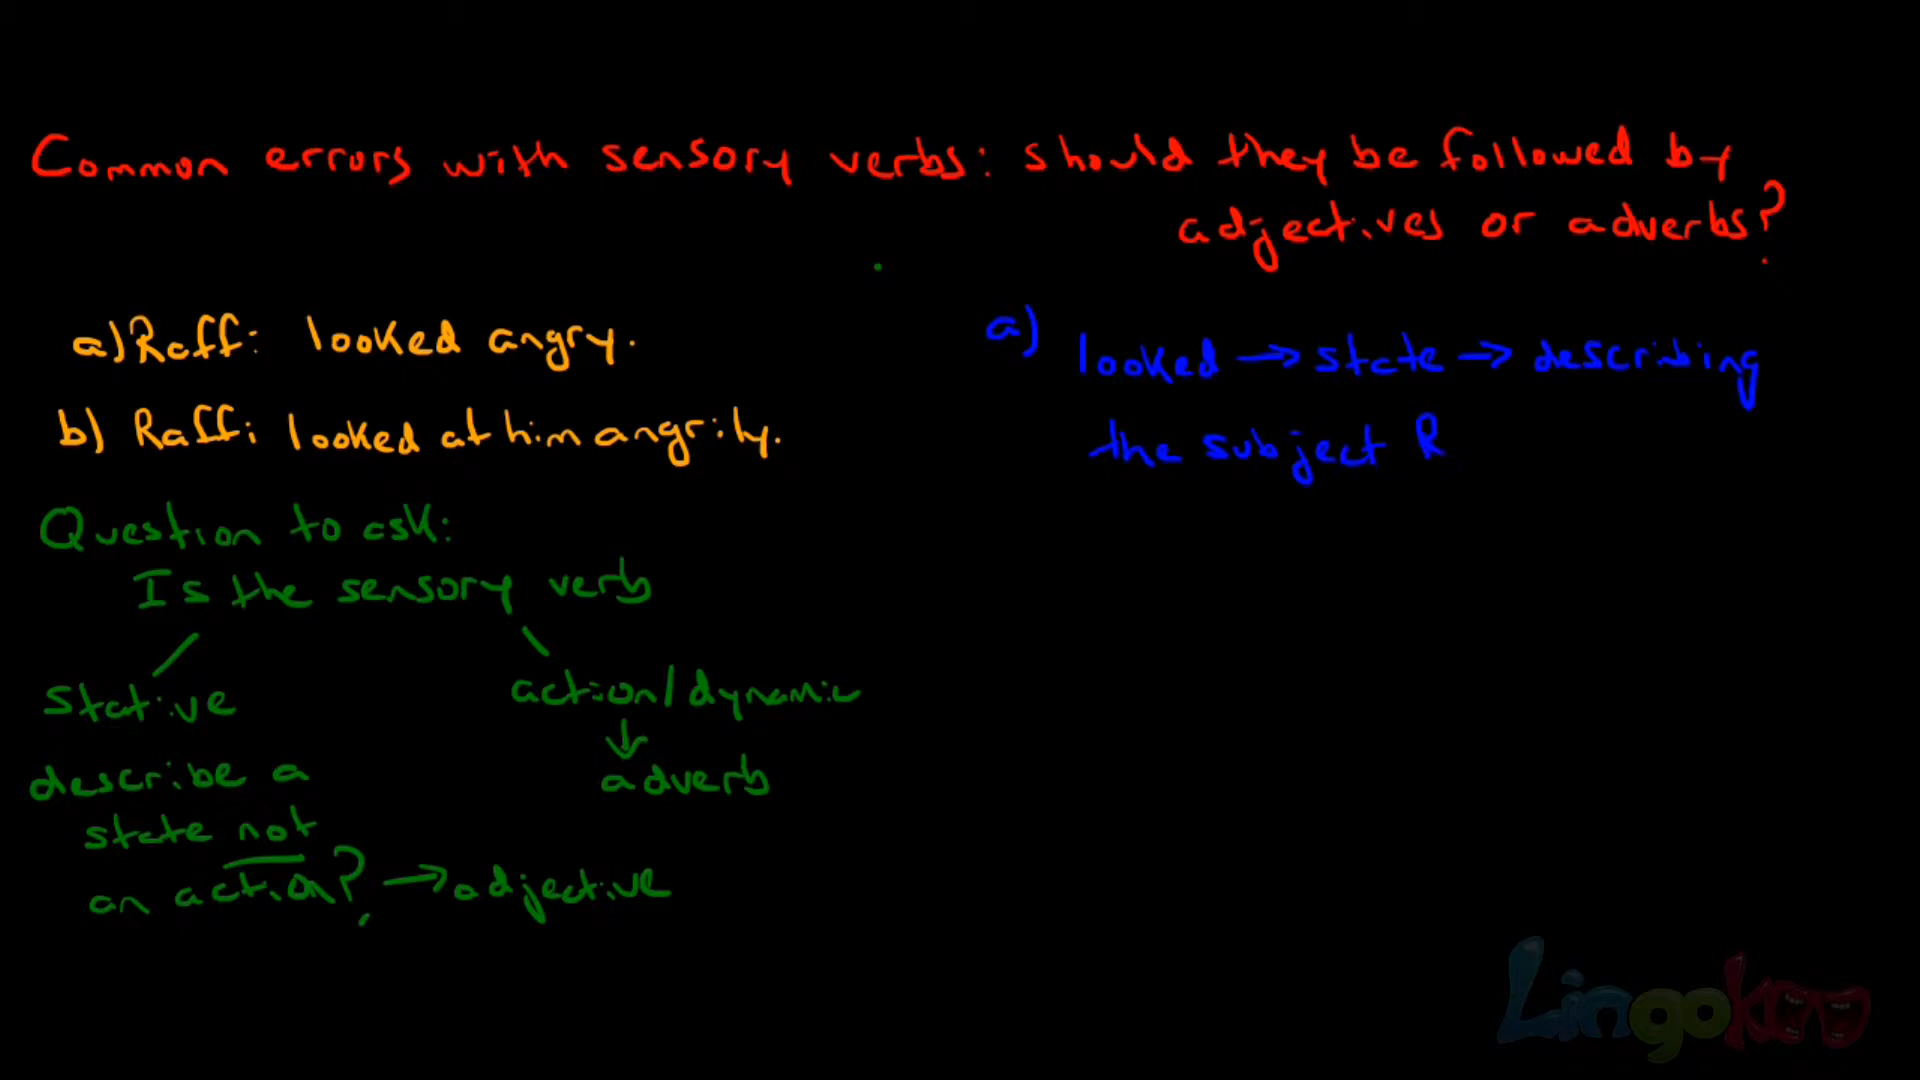 Common errors with sensory verbs: should they be followed by
adjectives or adverbs?
a) Raffi looked angry.
b) Raffi looked at him angrily.
Question to ask:
Is the sensory verb
stative
action/dynamic
↓
adverb
describe a
state not
an action? → adjective
a) looked → state → describing
the subject R
Lingokoo